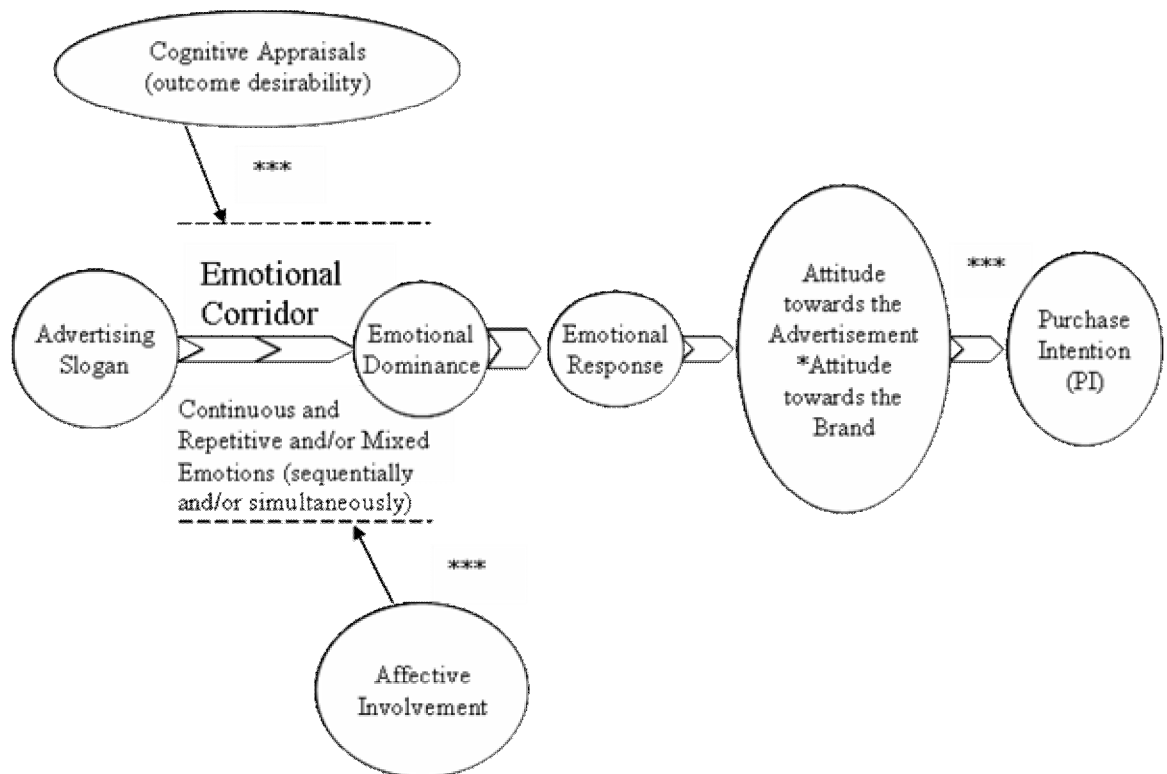 Cognitive Appraisals
(outcome desirability)
***
Emotional
Corridor
Advertising
Slogan
Emotional
Dominance
Emotional
Response
Attitude
towards the
Advertisement
*Attitude
towards the
Brand
***
Purchase
Intention
(PI)
Continuous and
Repetitive and/or Mixed
Emotions (sequentially
and/or simultaneously)
***
Affective
Involvement